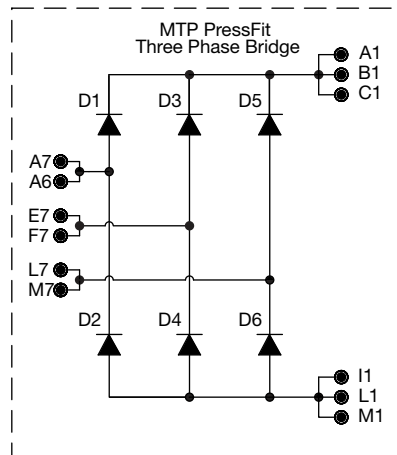 MTP PressFit
Three Phase Bridge
A1
B1
C1
D1 D3 D5
A7
A6
E7
F7
L7
M7
D2 D4 D6
I1
L1
M1